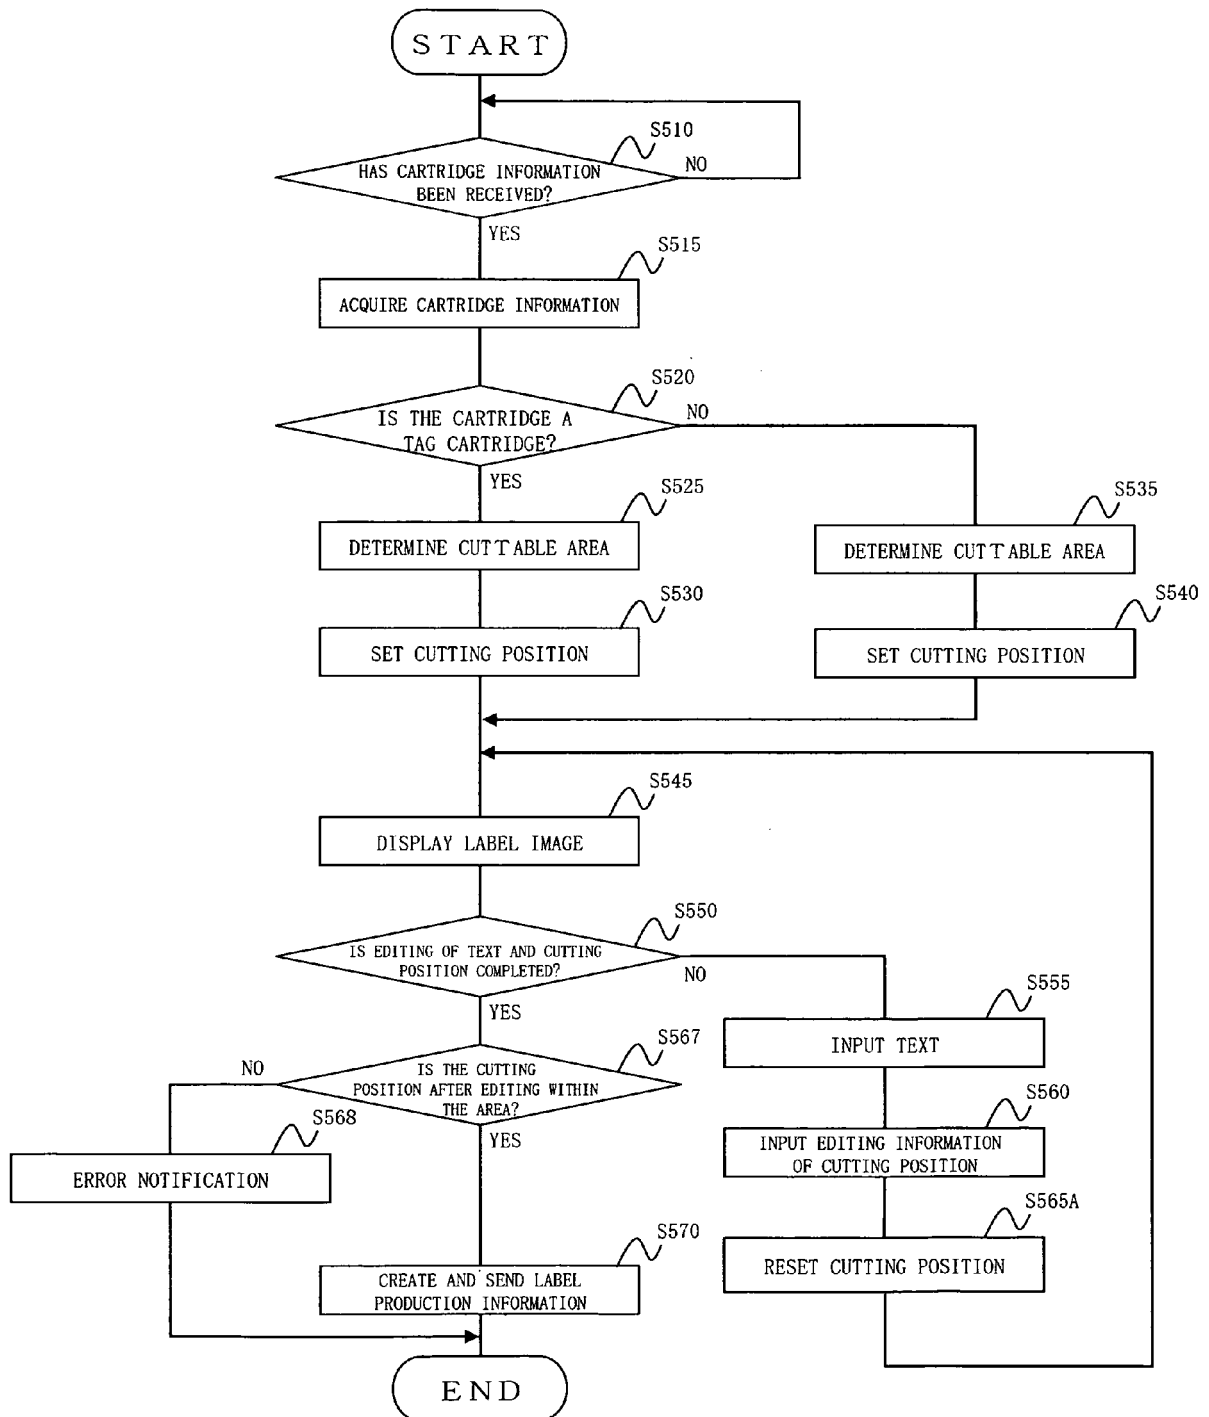 START
S510
HAS CARTRIDGE INFORMATION
BEEN RECEIVED?
NO
YES
S515
ACQUIRE CARTRIDGE INFORMATION
S520
IS THE CARTRIDGE A
TAG CARTRIDGE?
NO
YES
S525
DETERMINE CUTTABLE AREA
S535
DETERMINE CUTTABLE AREA
S530
SET CUTTING POSITION
S540
SET CUTTING POSITION
S545
DISPLAY LABEL IMAGE
S550
IS EDITING OF TEXT AND CUTTING
POSITION COMPLETED?
NO
YES
S555
INPUT TEXT
S567
IS THE CUTTING
POSITION AFTER EDITING WITHIN
THE AREA?
NO
YES
S560
INPUT EDITING INFORMATION
OF CUTTING POSITION
S568
ERROR NOTIFICATION
S565A
RESET CUTTING POSITION
S570
CREATE AND SEND LABEL
PRODUCTION INFORMATION
END